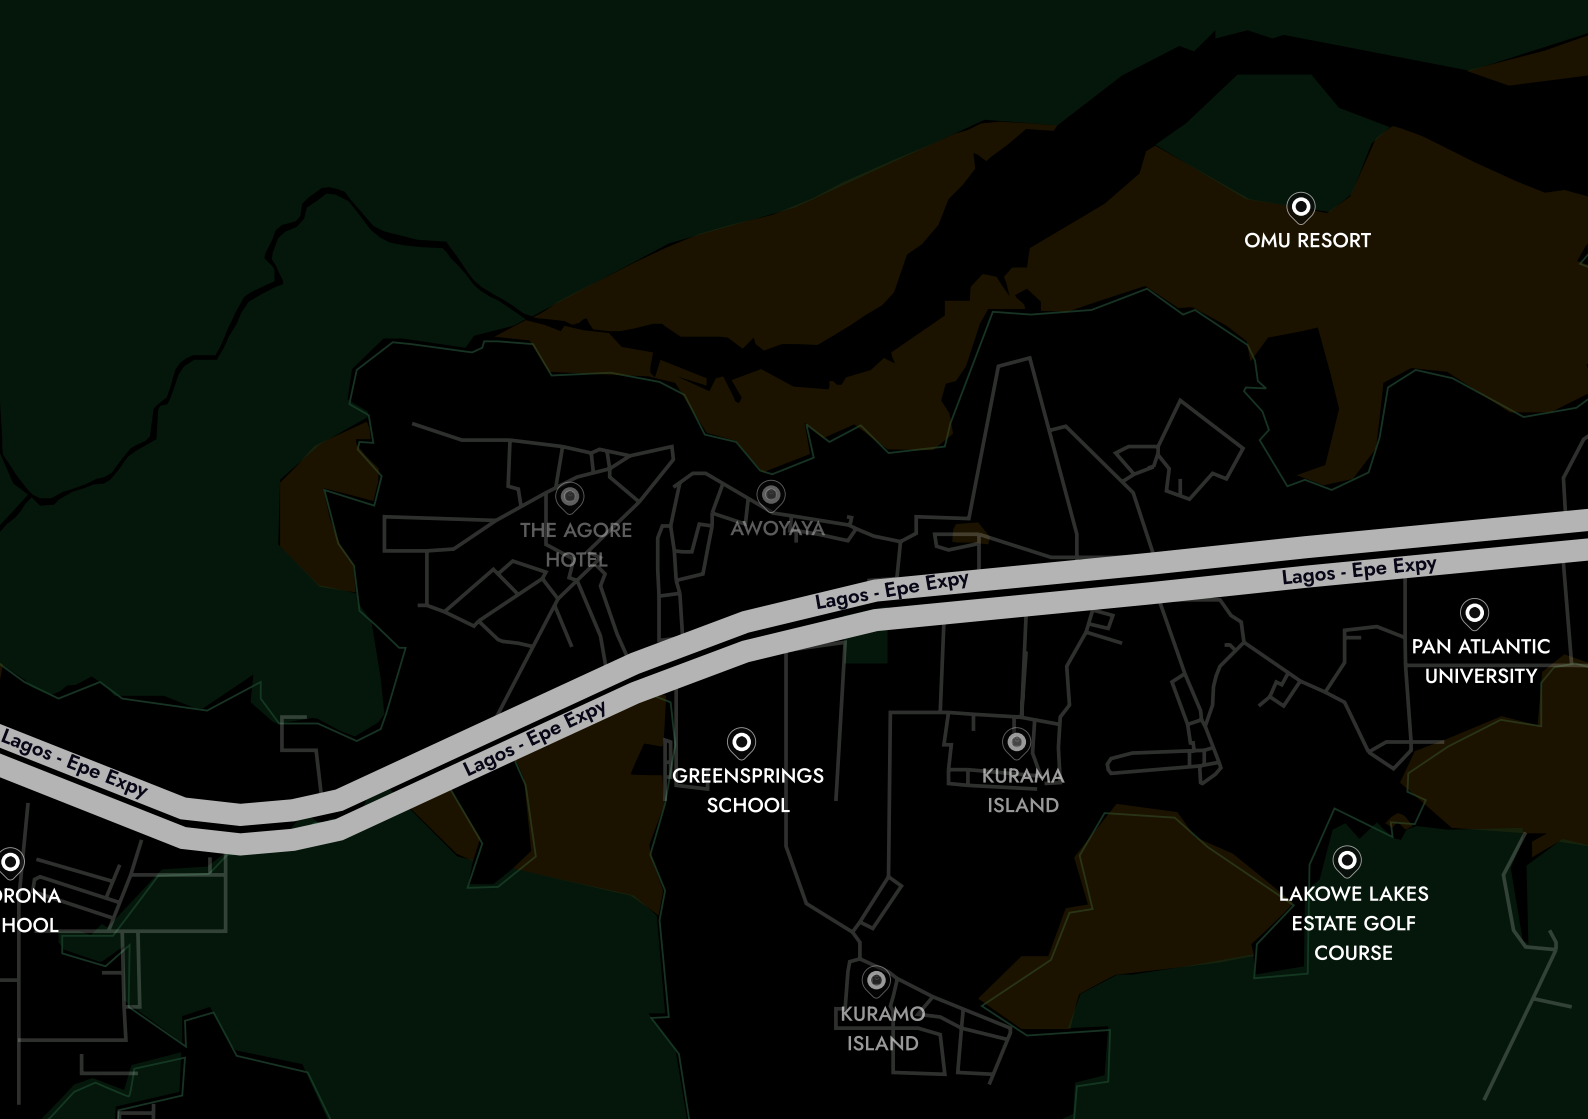 OMU RESORT
THE AGORE
HOTEL
AWOYAYA
Lagos - Epe Expy
Lagos - Epe Expy
PAN ATLANTIC
UNIVERSITY
Lagos - Epe Expy
Lagos - Epe Expy
GREENSPRINGS
SCHOOL
KURAMA
ISLAND
ORONA
HOOL
LAKOWE LAKES
ESTATE GOLF
COURSE
KURAMO
ISLAND